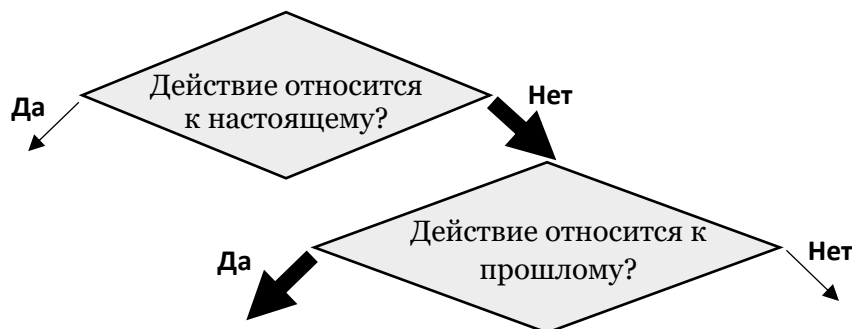 Действие относится
к настоящему?
Да
Нет
Действие относится к
прошлому?
Да
Нет